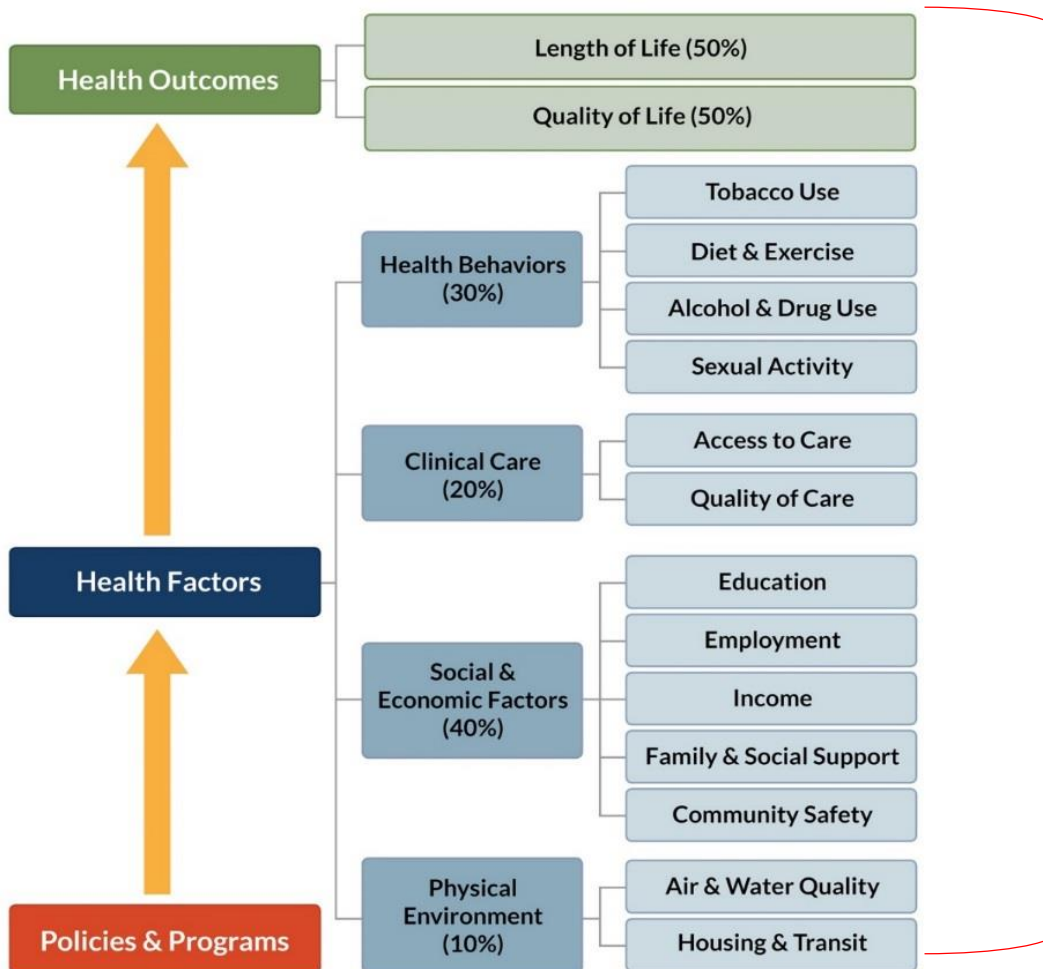 Health Outcomes
Length of Life (50%)
Quality of Life (50%)
Health Factors
Health Behaviors
(30%)
Tobacco Use
Diet & Exercise
Alcohol & Drug Use
Sexual Activity
Clinical Care
(20%)
Access to Care
Quality of Care
Social &
Economic Factors
(40%)
Education
Employment
Income
Family & Social Support
Community Safety
Physical
Environment
(10%)
Air & Water Quality
Housing & Transit
Policies & Programs